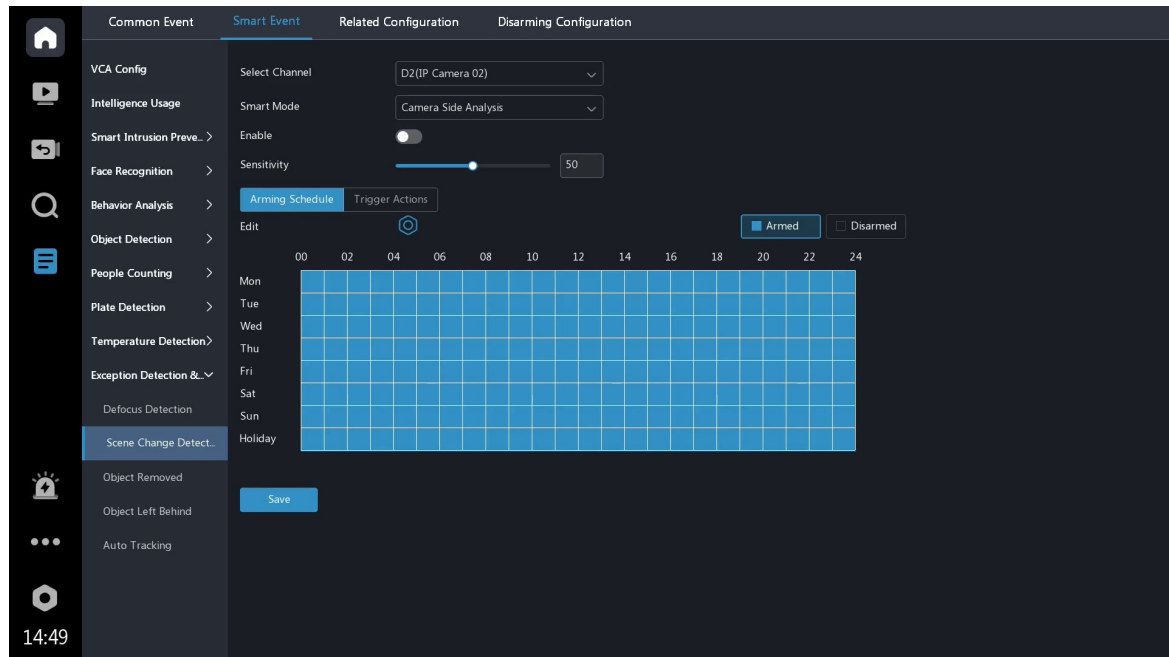 Common Event Smart Event Related Configuration Disarming Configuration
VCA Config
Intelligence Usage
Smart Intrusion Preve...
Face Recognition
Behavior Analysis
Object Detection
People Counting
Plate Detection
Temperature Detection
Exception Detection &...
Defocus Detection
Scene Change Detect...
Object Removed
Object Left Behind
Auto Tracking
14:49
Select Channel D2(IP Camera 02)
Smart Mode Camera Side Analysis
Enable
Sensitivity 50
Arming Schedule Trigger Actions
Edit Armed Disarmed
00 02 04 06 08 10 12 14 16 18 20 22 24
Mon
Tue
Wed
Thu
Fri
Sat
Sun
Holiday
Save